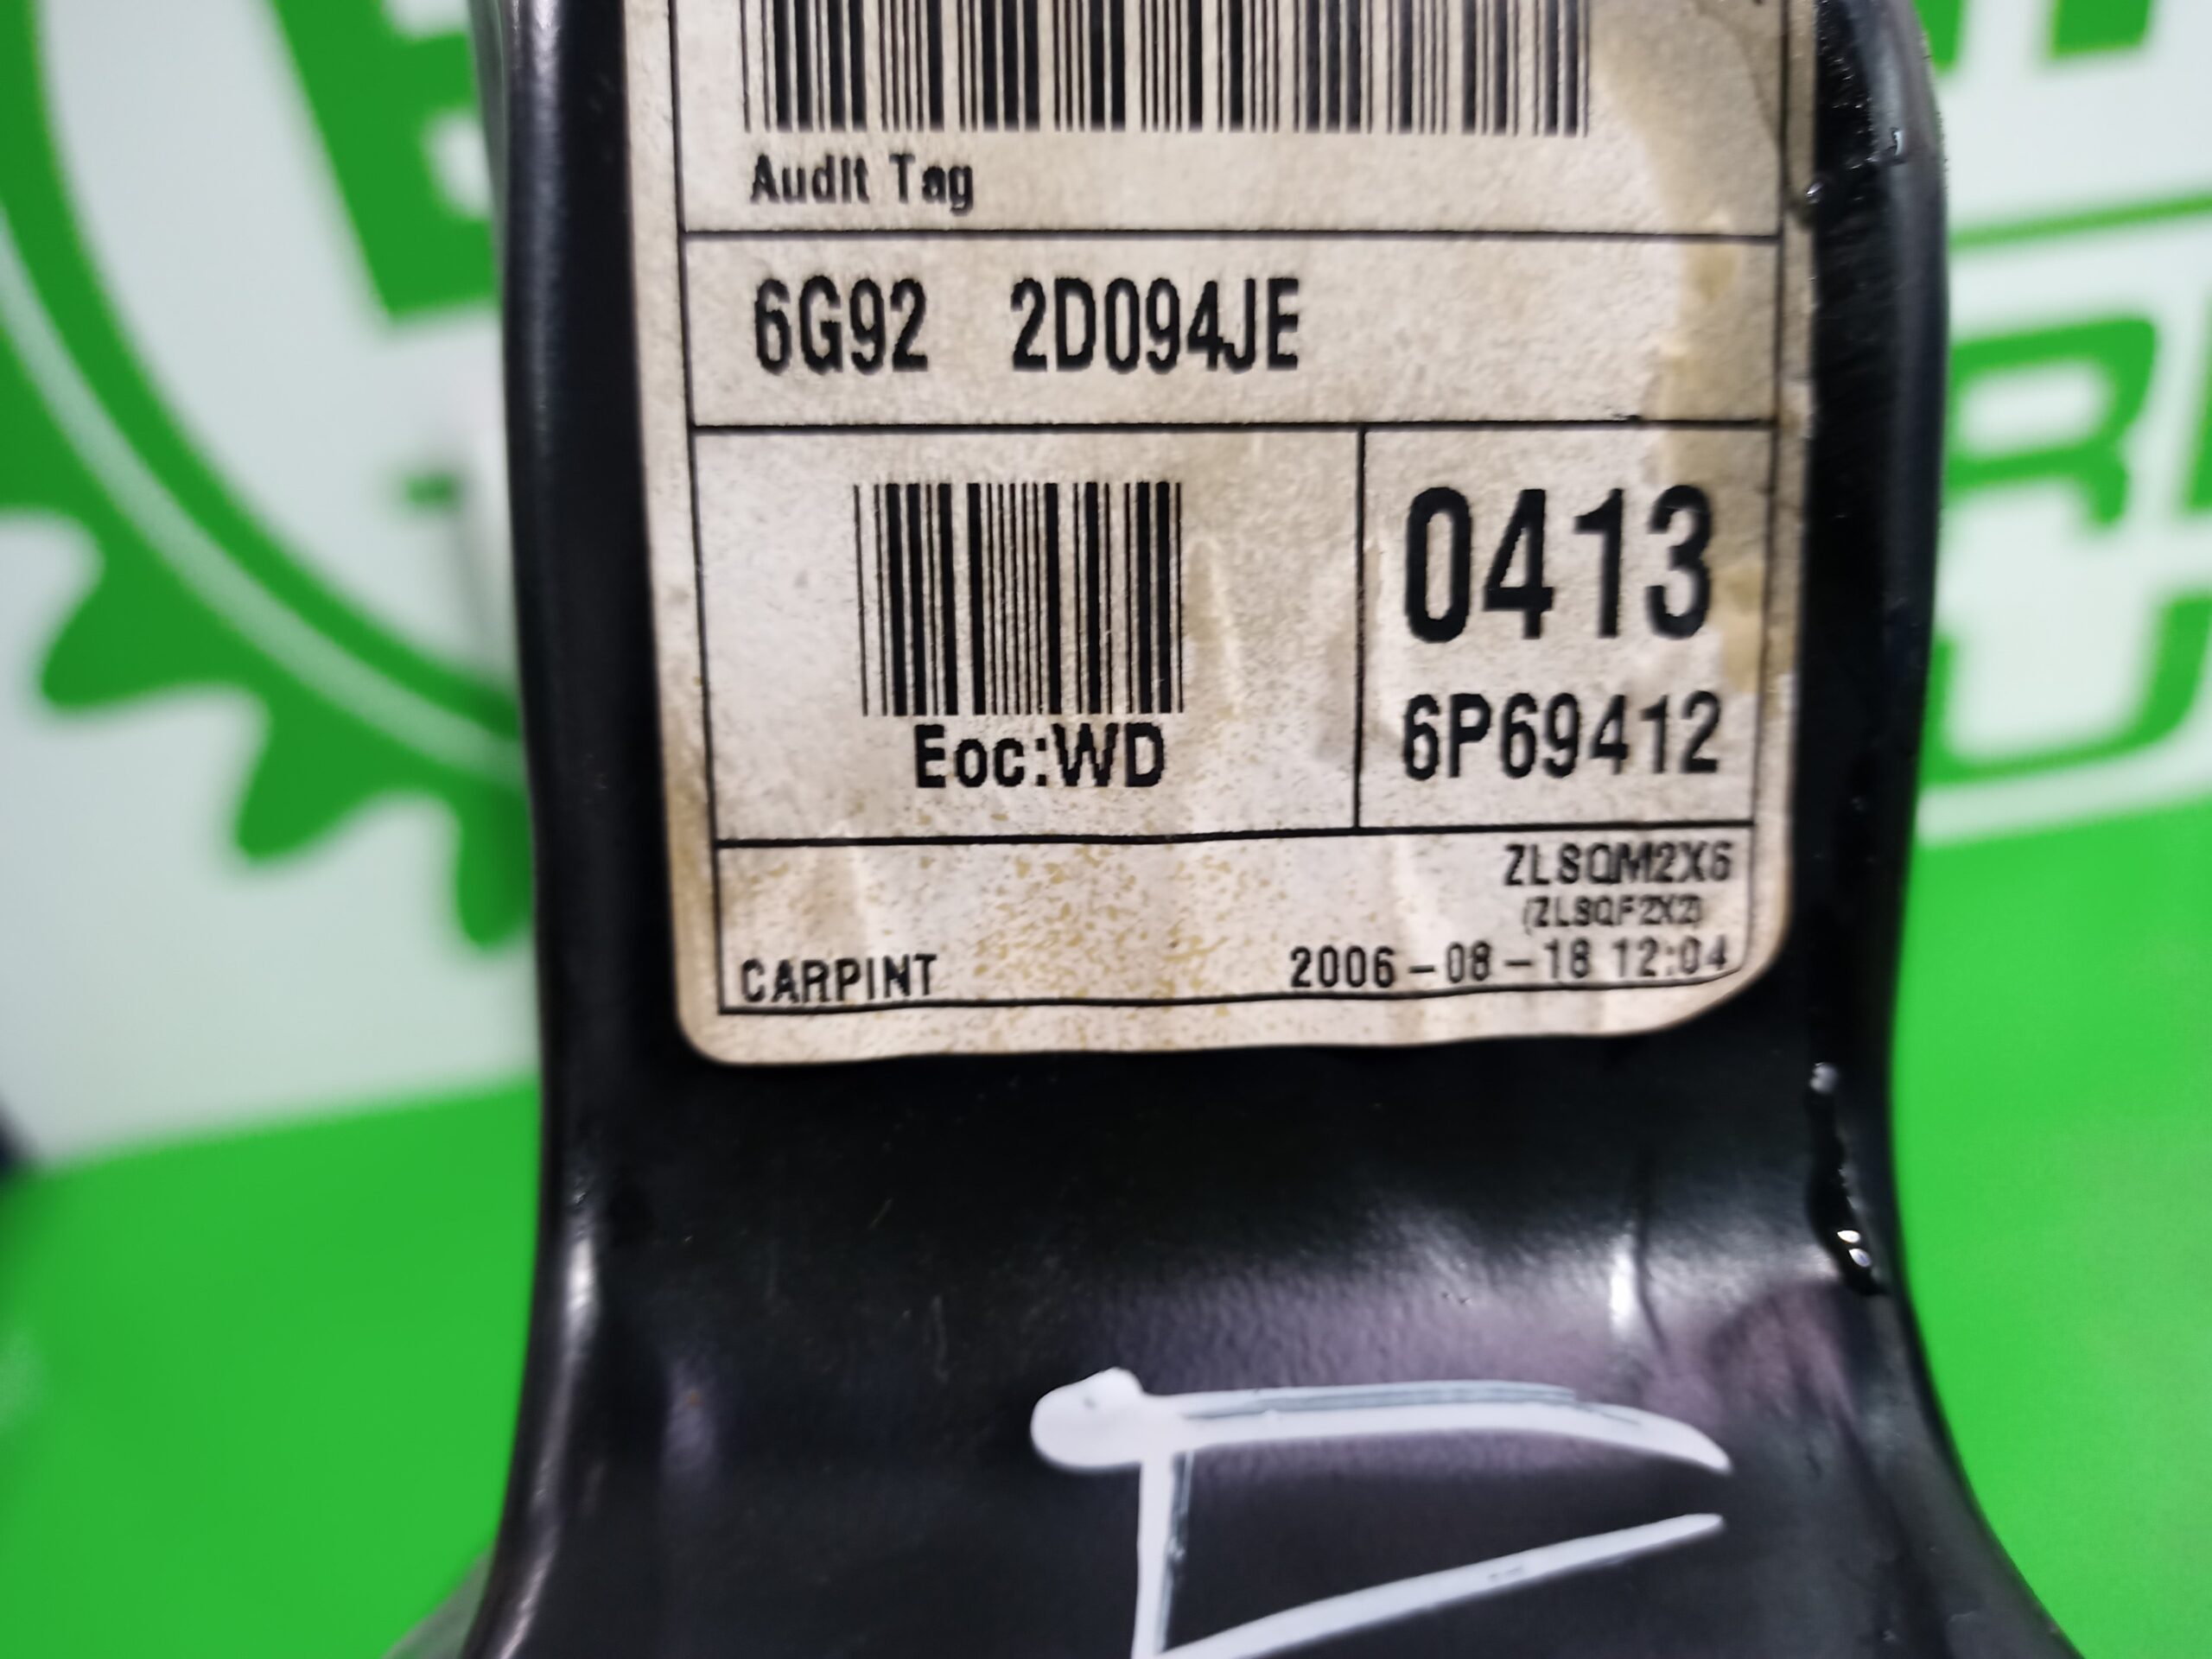 Audit Tag
6G92 2D094JE
0413
6P69412
Eoc:WD
ZLSQM2X6
(ZLSQF2X2)
CARPINT
2006-08-18 12:04